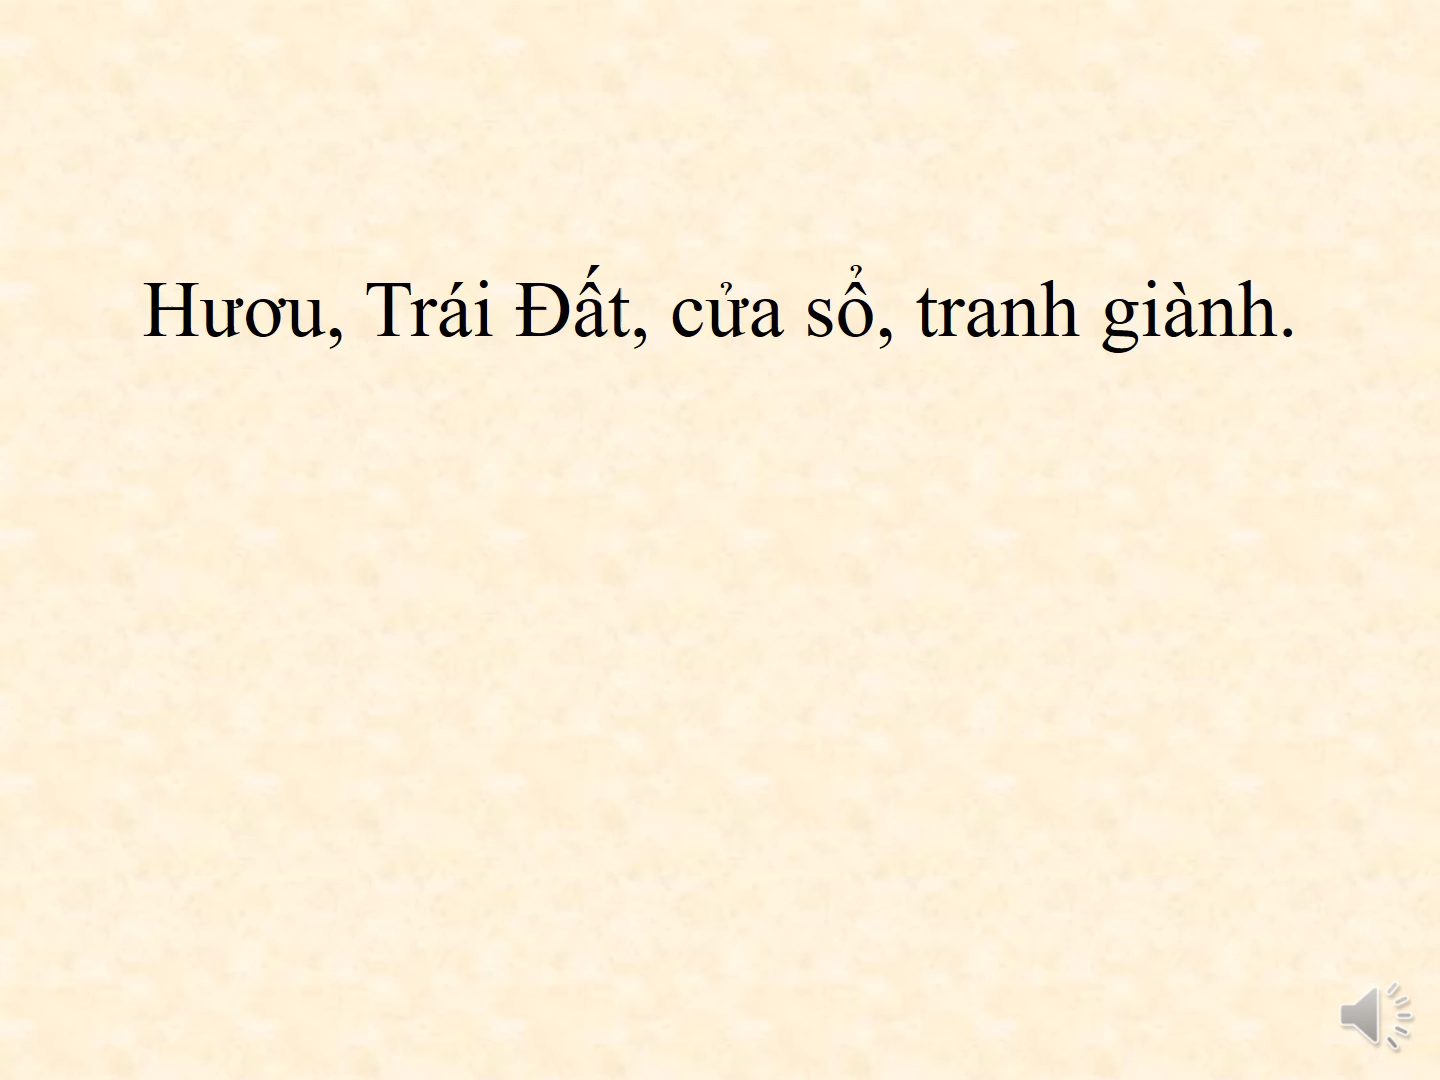 Hươu, Trái Đất, cửa sổ, tranh giành.